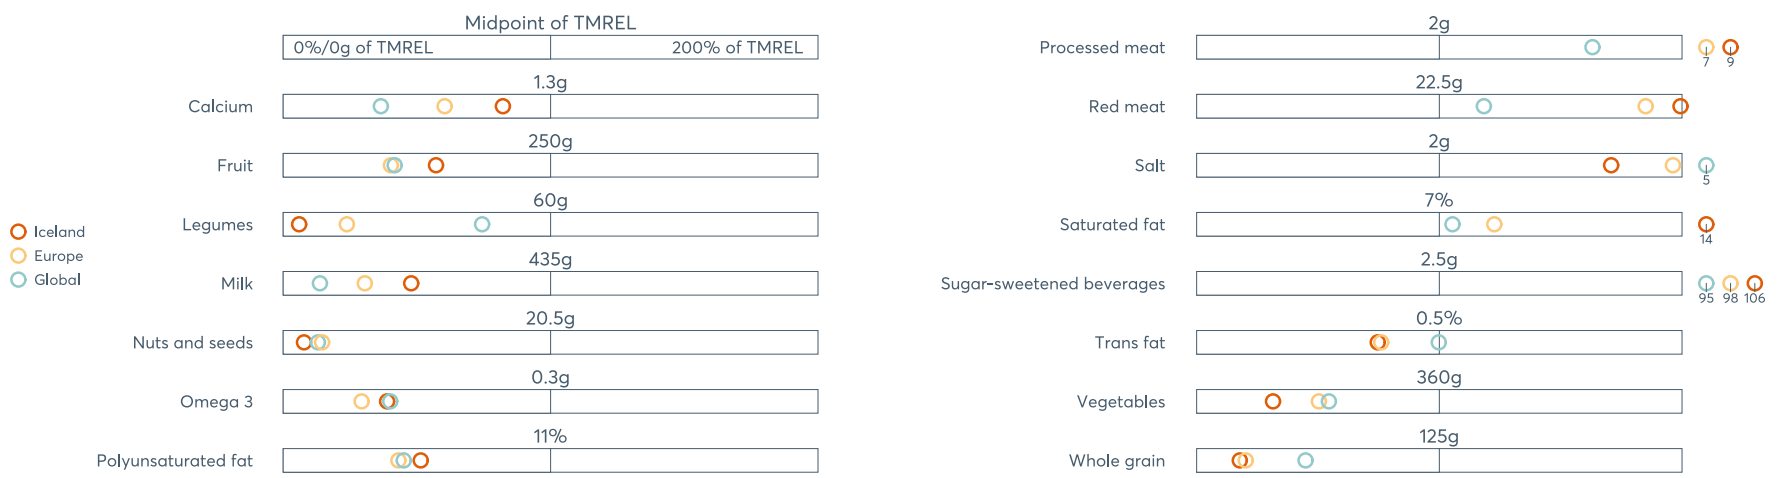 Midpoint of TMREL
0%/0g of TMREL
200% of TMREL
1.3g
Calcium
250g
Fruit
60g
Legumes
435g
Milk
20.5g
Nuts and seeds
0.3g
Omega 3
11%
Polyunsaturated fat
Iceland
Europe
Global
2g
Processed meat
7 9
22.5g
Red meat
2g
Salt
5
7%
Saturated fat
14
2.5g
Sugar-sweetened beverages
95 98 106
0.5%
Trans fat
360g
Vegetables
125g
Whole grain